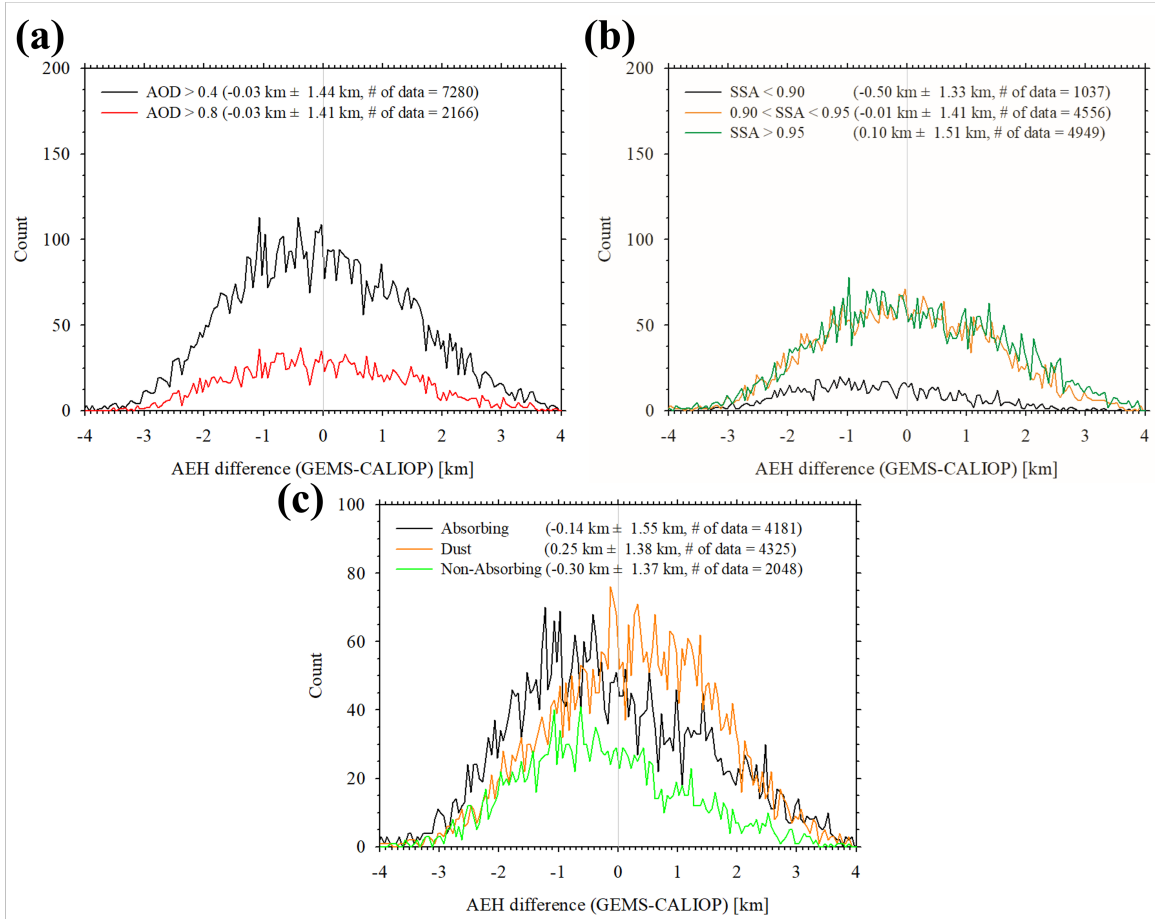 (a)
200
150
100
50
0
Count
AOD > 0.4 (-0.03 km ± 1.44 km, # of data = 7280)
AOD > 0.8 (-0.03 km ± 1.41 km, # of data = 2166)
-4 -3 -2 -1 0 1 2 3 4
AEH difference (GEMS-CALIOP) [km]
(b)
200
150
100
50
0
Count
SSA < 0.90 (-0.50 km ± 1.33 km, # of data = 1037)
0.90 < SSA < 0.95 (-0.01 km ± 1.41 km, # of data = 4556)
SSA > 0.95 (0.10 km ± 1.51 km, # of data = 4949)
-4 -3 -2 -1 0 1 2 3 4
AEH difference (GEMS-CALIOP) [km]
(c)
100
80
60
40
20
0
Count
Absorbing (-0.14 km ± 1.55 km, # of data = 4181)
Dust (0.25 km ± 1.38 km, # of data = 4325)
Non-Absorbing (-0.30 km ± 1.37 km, # of data = 2048)
-4 -3 -2 -1 0 1 2 3 4
AEH difference (GEMS-CALIOP) [km]